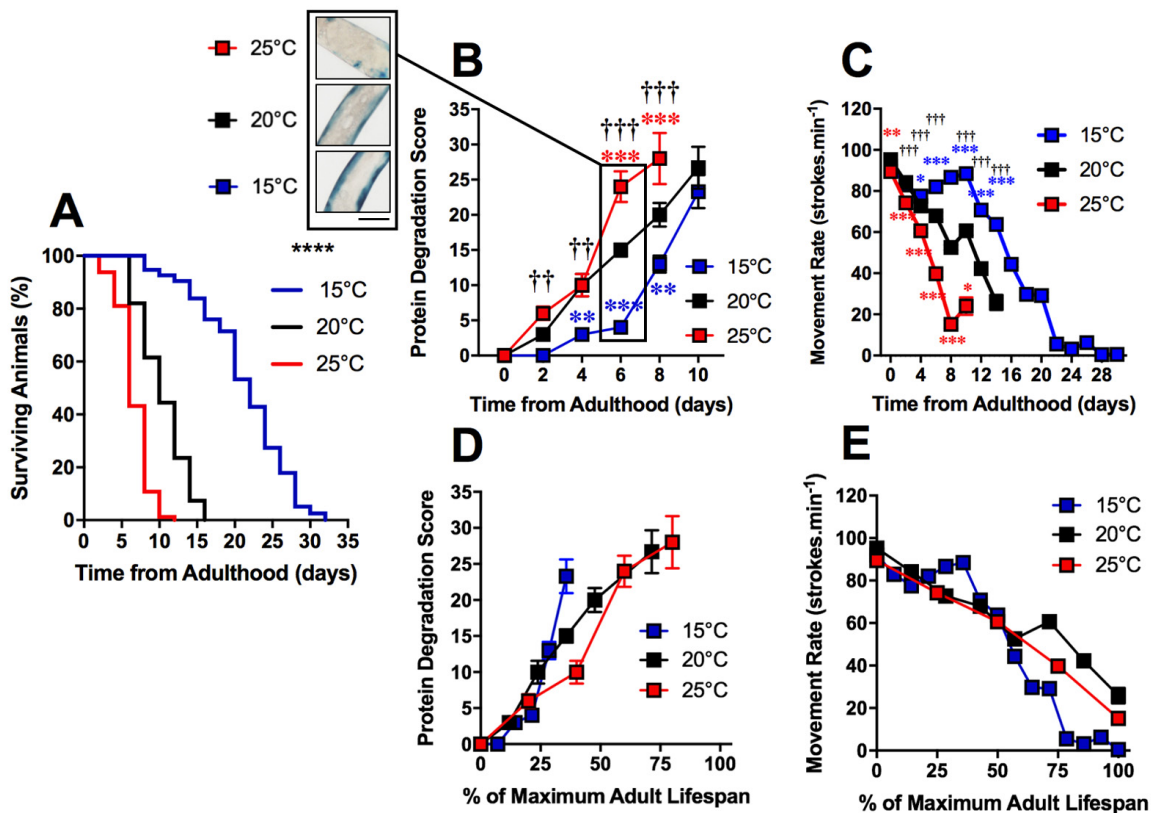 25°C
20°C
15°C
A
****
Surviving Animals (%)
100
80
60
40
20
0
15°C
20°C
25°C
0 5 10 15 20 25 30 35
Time from Adulthood (days)
B
Protein Degradation Score
35
30
25
20
15
10
5
0
††
††
†††
†††
***
***
**
***
**
15°C
20°C
25°C
0 2 4 6 8 10
Time from Adulthood (days)
C
Movement Rate (strokes.min⁻¹)
120
100
80
60
40
20
0
**
†††
†††
†††
†††
†††
†††
*
***
***
***
***
***
***
***
***
*
15°C
20°C
25°C
0 4 8 12 16 20 24 28
Time from Adulthood (days)
D
Protein Degradation Score
35
30
25
20
15
10
5
0
15°C
20°C
25°C
0 25 50 75 100
% of Maximum Adult Lifespan
E
Movement Rate (strokes.min⁻¹)
120
100
80
60
40
20
0
15°C
20°C
25°C
0 25 50 75 100
% of Maximum Adult Lifespan